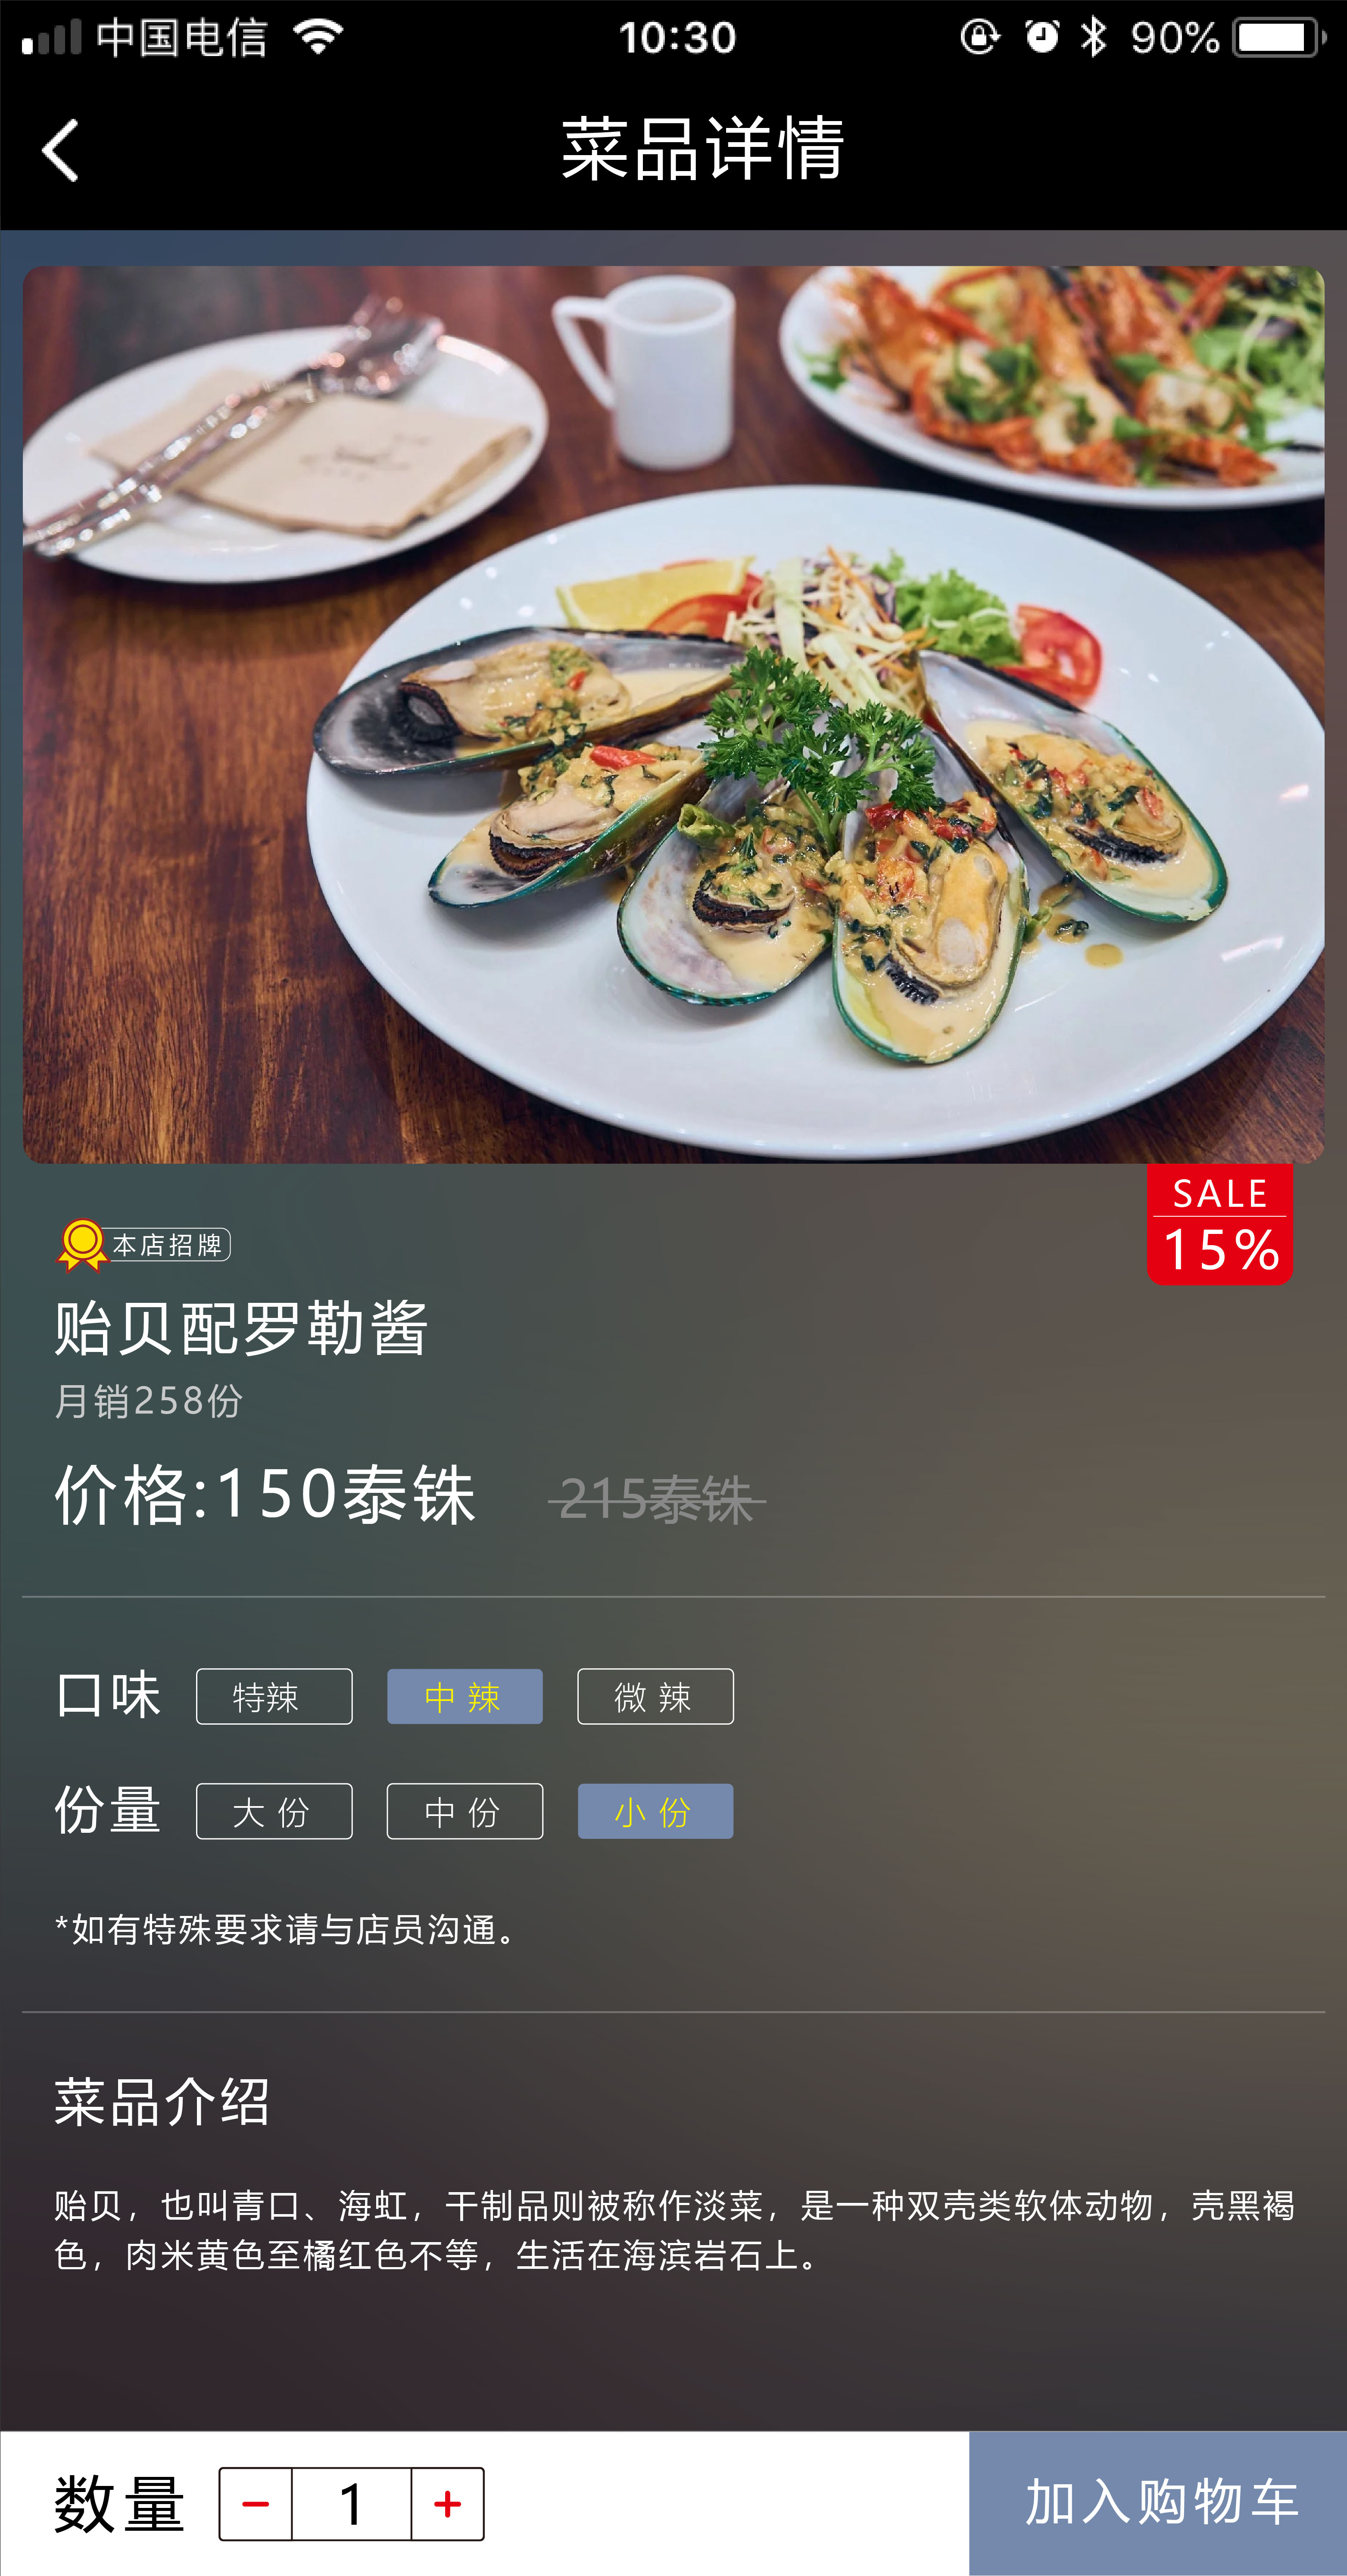 中国电信 10:30 90%
菜品详情
SALE
15%
本店招牌
贻贝配罗勒酱
月销258份
价格:150泰铢 215泰铢
口味 特辣 中辣 微辣
份量 大份 中份 小份
*如有特殊要求请与店员沟通。
菜品介绍
贻贝，也叫青口、海虹，干制品则被称作淡菜，是一种双壳类软体动物，壳黑褐
色，肉米黄色至橘红色不等，生活在海滨岩石上。
数量 - 1 + 加入购物车